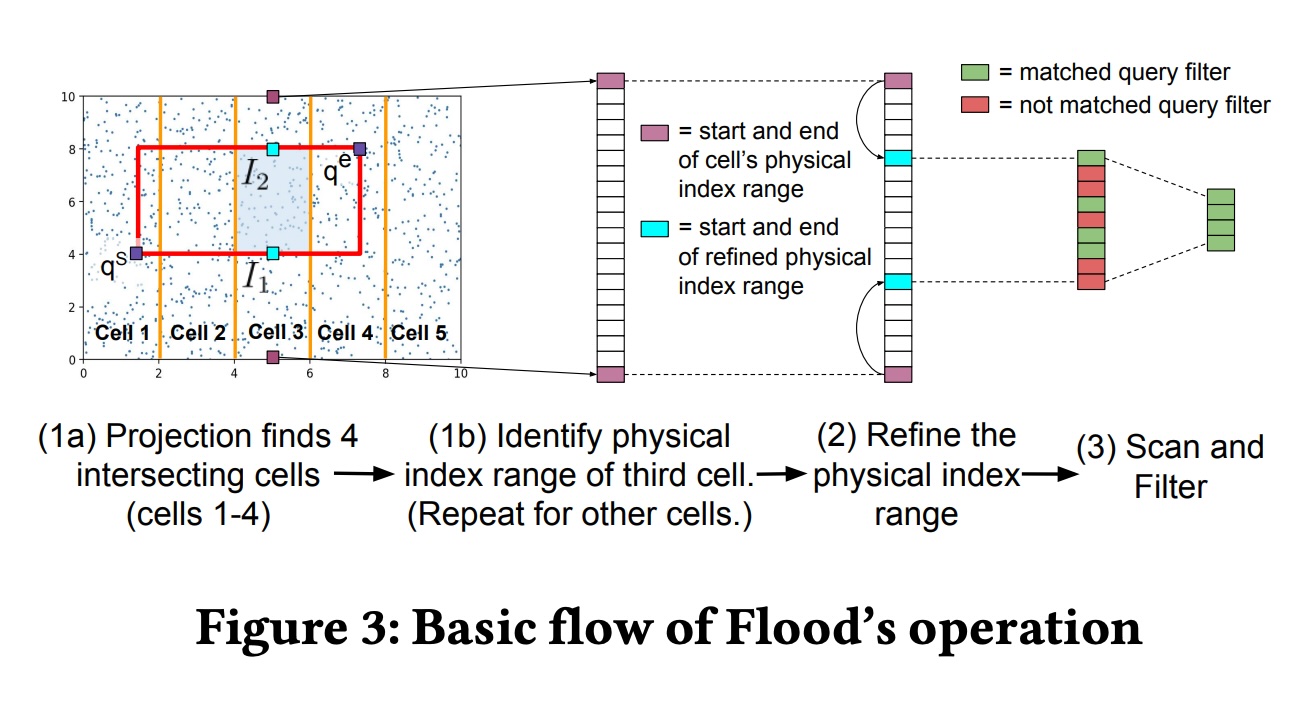 10
8
6
4
2
0
0 2 4 6 8 10
I2
qe
qS
I1
Cell 1 Cell 2 Cell 3 Cell 4 Cell 5
= start and end
of cell's physical
index range
= start and end
of refined physical
index range
= matched query filter
= not matched query filter
(1a) Projection finds 4
intersecting cells
(cells 1-4)
(1b) Identify physical
index range of third cell.
(Repeat for other cells.)
(2) Refine the
physical index
range
(3) Scan and
Filter
Figure 3: Basic flow of Flood's operation